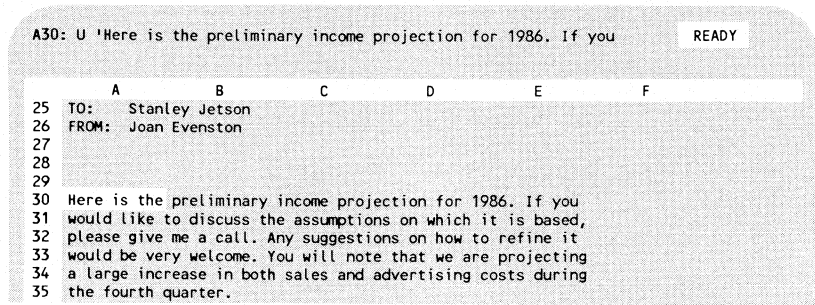 A30: U 'Here is the preliminary income projection for 1986. If you READY
A B C D E F
25 TO: Stanley Jetson
26 FROM: Joan Evenston
27
28
29
30 Here is the preliminary income projection for 1986. If you
31 would like to discuss the assumptions on which it is based,
32 please give me a call. Any suggestions on how to refine it
33 would be very welcome. You will note that we are projecting
34 a large increase in both sales and advertising costs during
35 the fourth quarter.